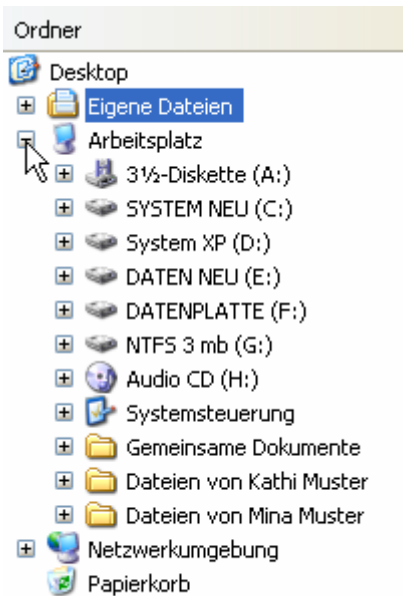 Ordner
Desktop
Eigene Dateien
Arbeitsplatz
3½-Diskette (A:)
SYSTEM NEU (C:)
System XP (D:)
DATEN NEU (E:)
DATENPLATTE (F:)
NTFS 3 mb (G:)
Audio CD (H:)
Systemsteuerung
Gemeinsame Dokumente
Dateien von Kathi Muster
Dateien von Mina Muster
Netzwerkumgebung
Papierkorb